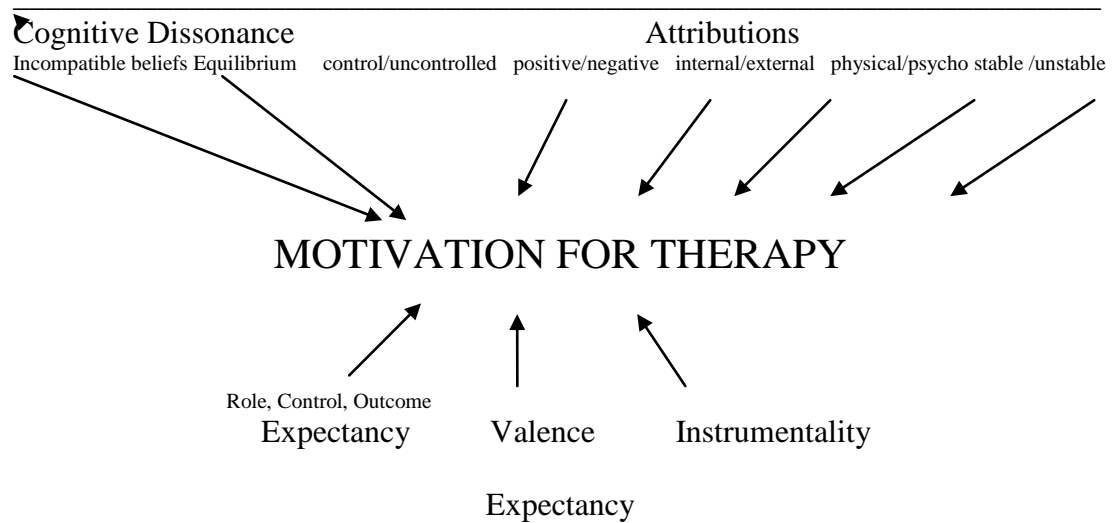 Cognitive Dissonance Attributions
Incompatible beliefs Equilibrium control/uncontrolled positive/negative internal/external physical/psycho stable /unstable
MOTIVATION FOR THERAPY
Role, Control, Outcome
Expectancy Valence Instrumentality
Expectancy